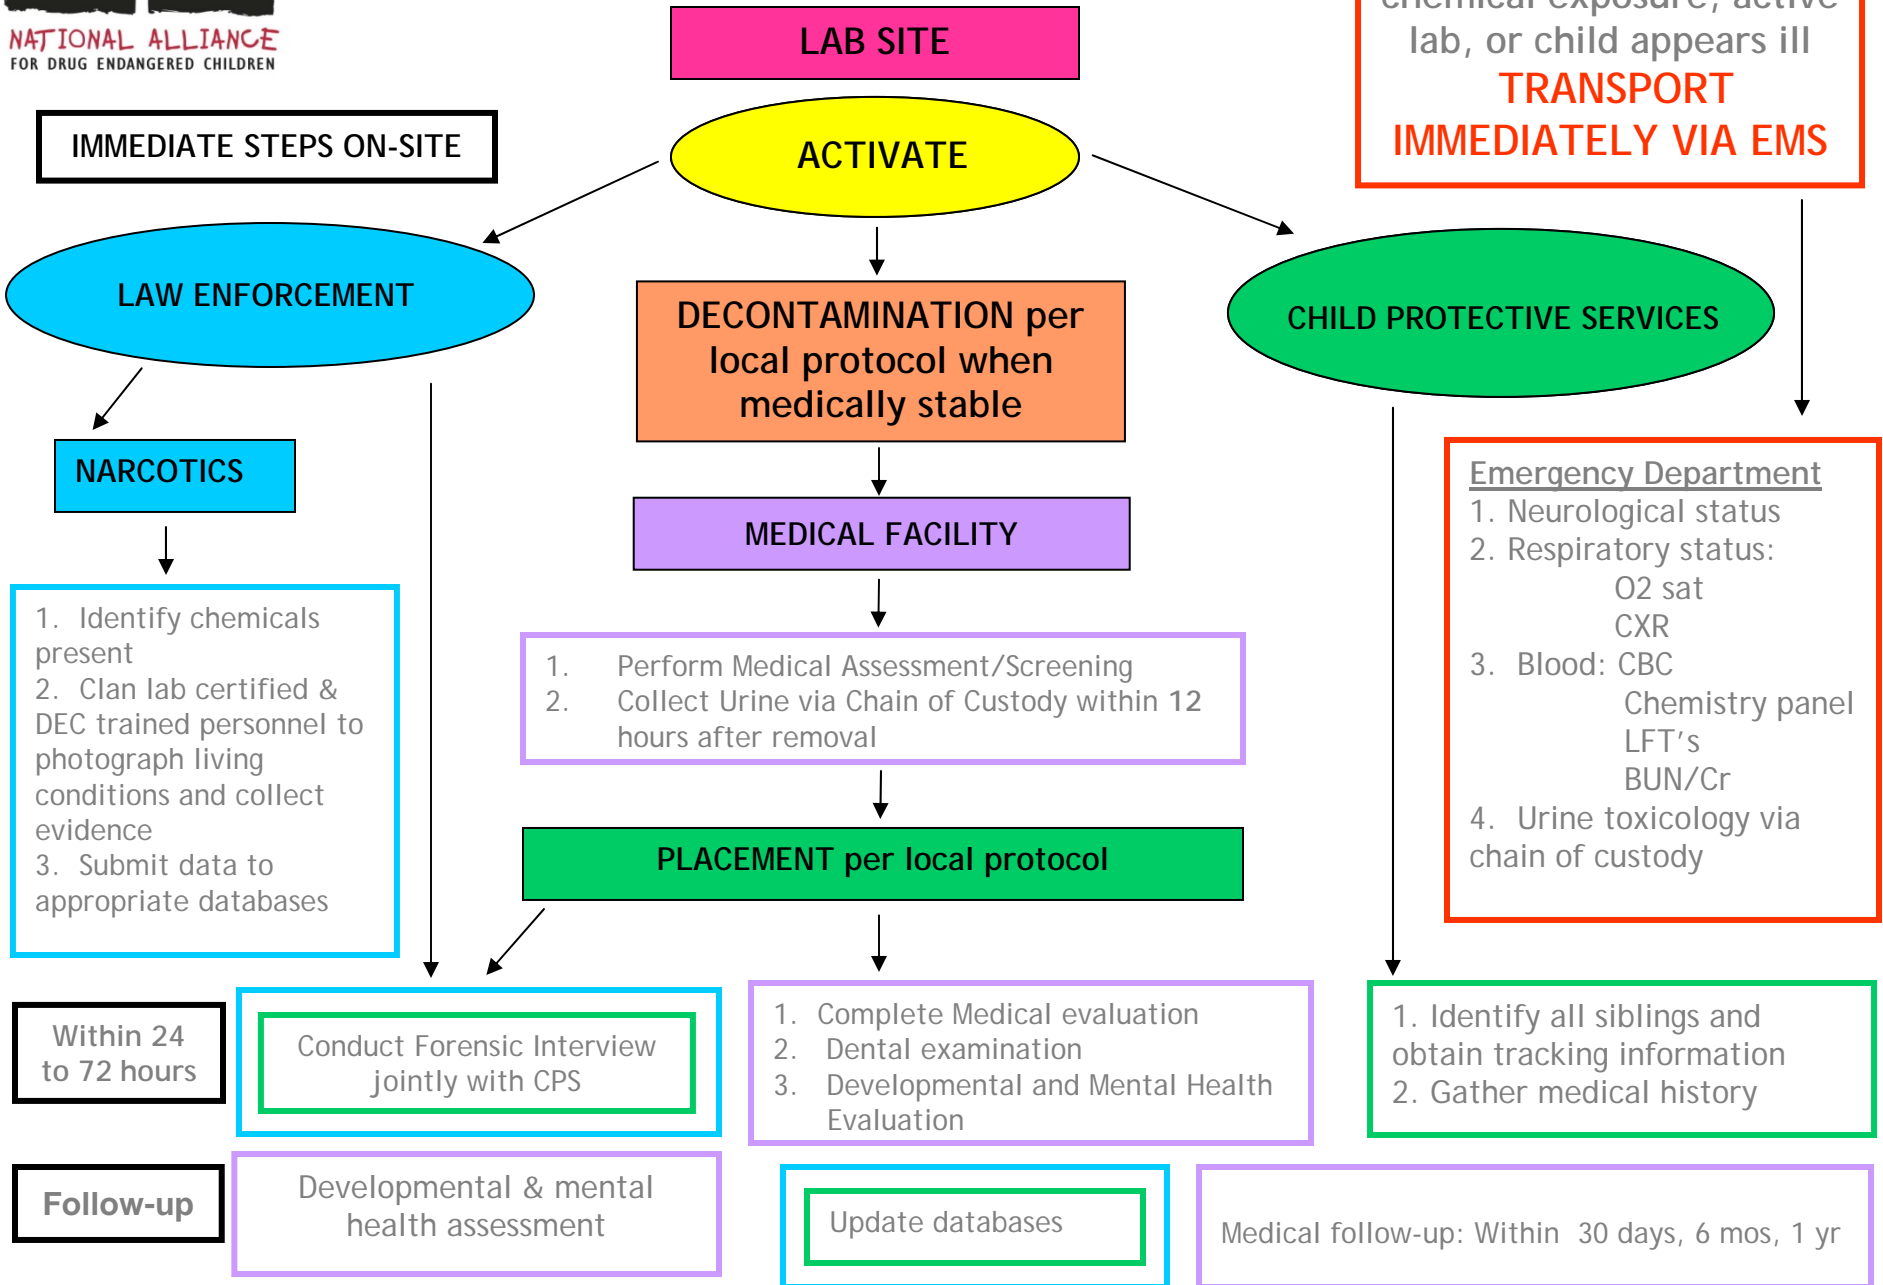 NATIONAL ALLIANCE
FOR DRUG ENDANGERED CHILDREN
LAB SITE
chemical exposure, active
lab, or child appears ill
TRANSPORT
IMMEDIATELY VIA EMS
IMMEDIATE STEPS ON-SITE
ACTIVATE
LAW ENFORCEMENT
DECONTAMINATION per
local protocol when
medically stable
CHILD PROTECTIVE SERVICES
NARCOTICS
MEDICAL FACILITY
Emergency Department
1. Neurological status
2. Respiratory status:
O2 sat
CXR
3. Blood: CBC
Chemistry panel
LFT's
BUN/Cr
4. Urine toxicology via
chain of custody
1. Identify chemicals
present
2. Clan lab certified &
DEC trained personnel to
photograph living
conditions and collect
evidence
3. Submit data to
appropriate databases
1. Perform Medical Assessment/Screening
2. Collect Urine via Chain of Custody within 12
hours after removal
PLACEMENT per local protocol
Within 24
to 72 hours
Conduct Forensic Interview
jointly with CPS
1. Complete Medical evaluation
2. Dental examination
3. Developmental and Mental Health
Evaluation
1. Identify all siblings and
obtain tracking information
2. Gather medical history
Follow-up
Developmental & mental
health assessment
Update databases
Medical follow-up: Within 30 days, 6 mos, 1 yr